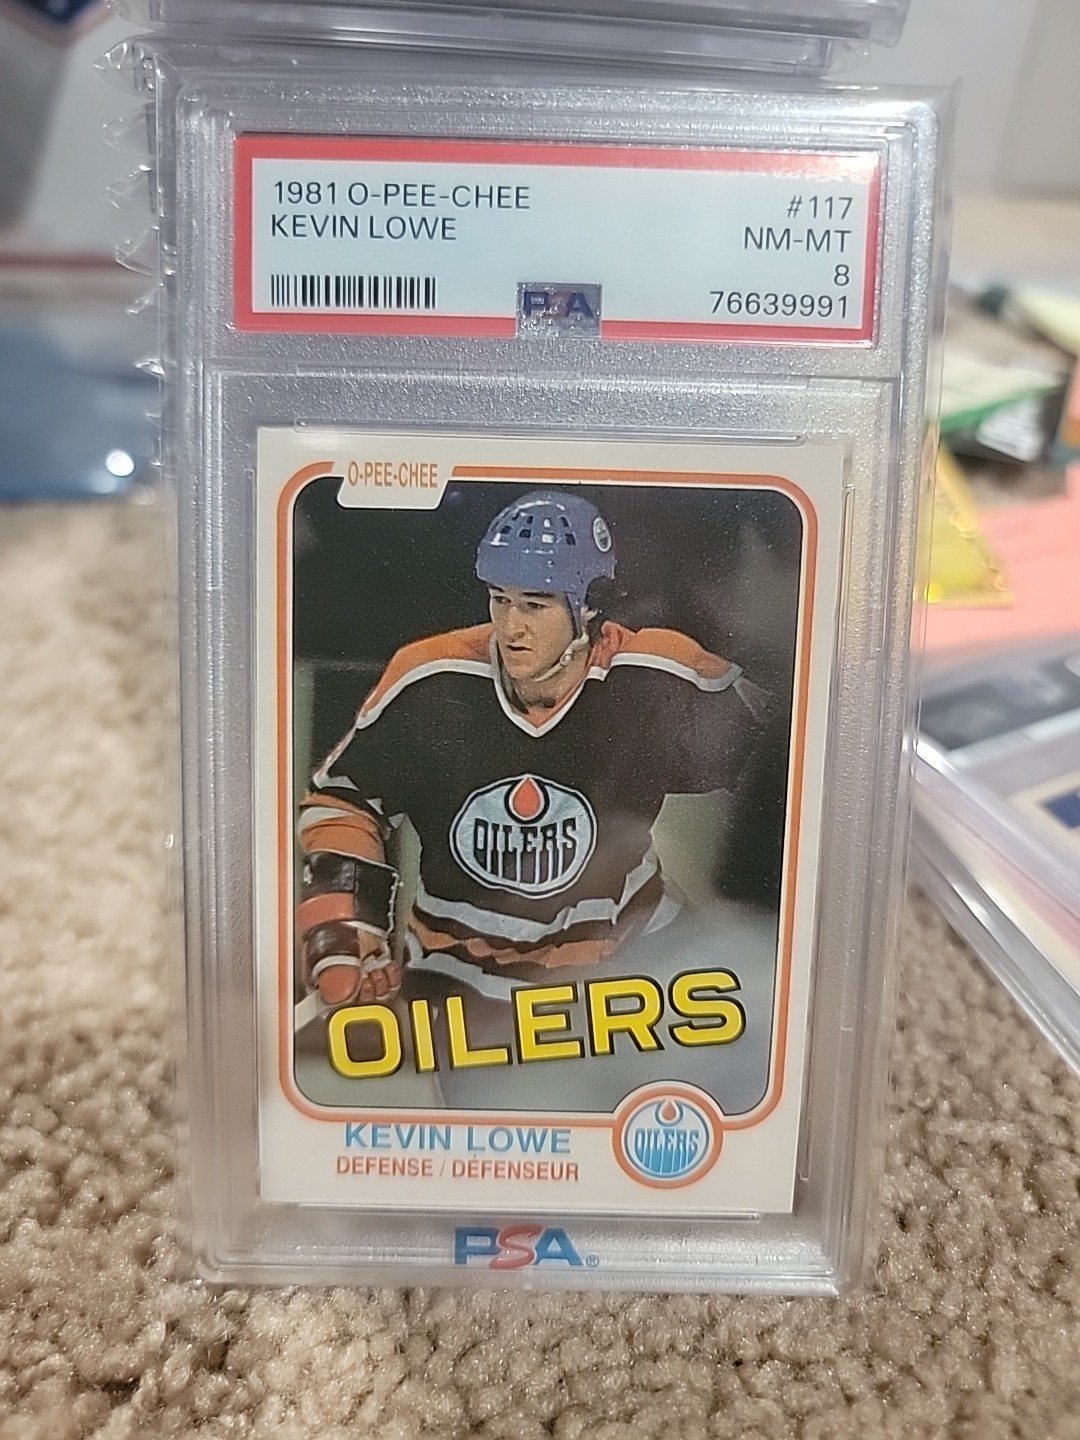 1981 O-PEE-CHEE #117
KEVIN LOWE NM-MT
8
PSA 76639991
O-PEE-CHEE
OILERS
OILERS
KEVIN LOWE
OILERS
DEFENSE / DÉFENSEUR
PSA®